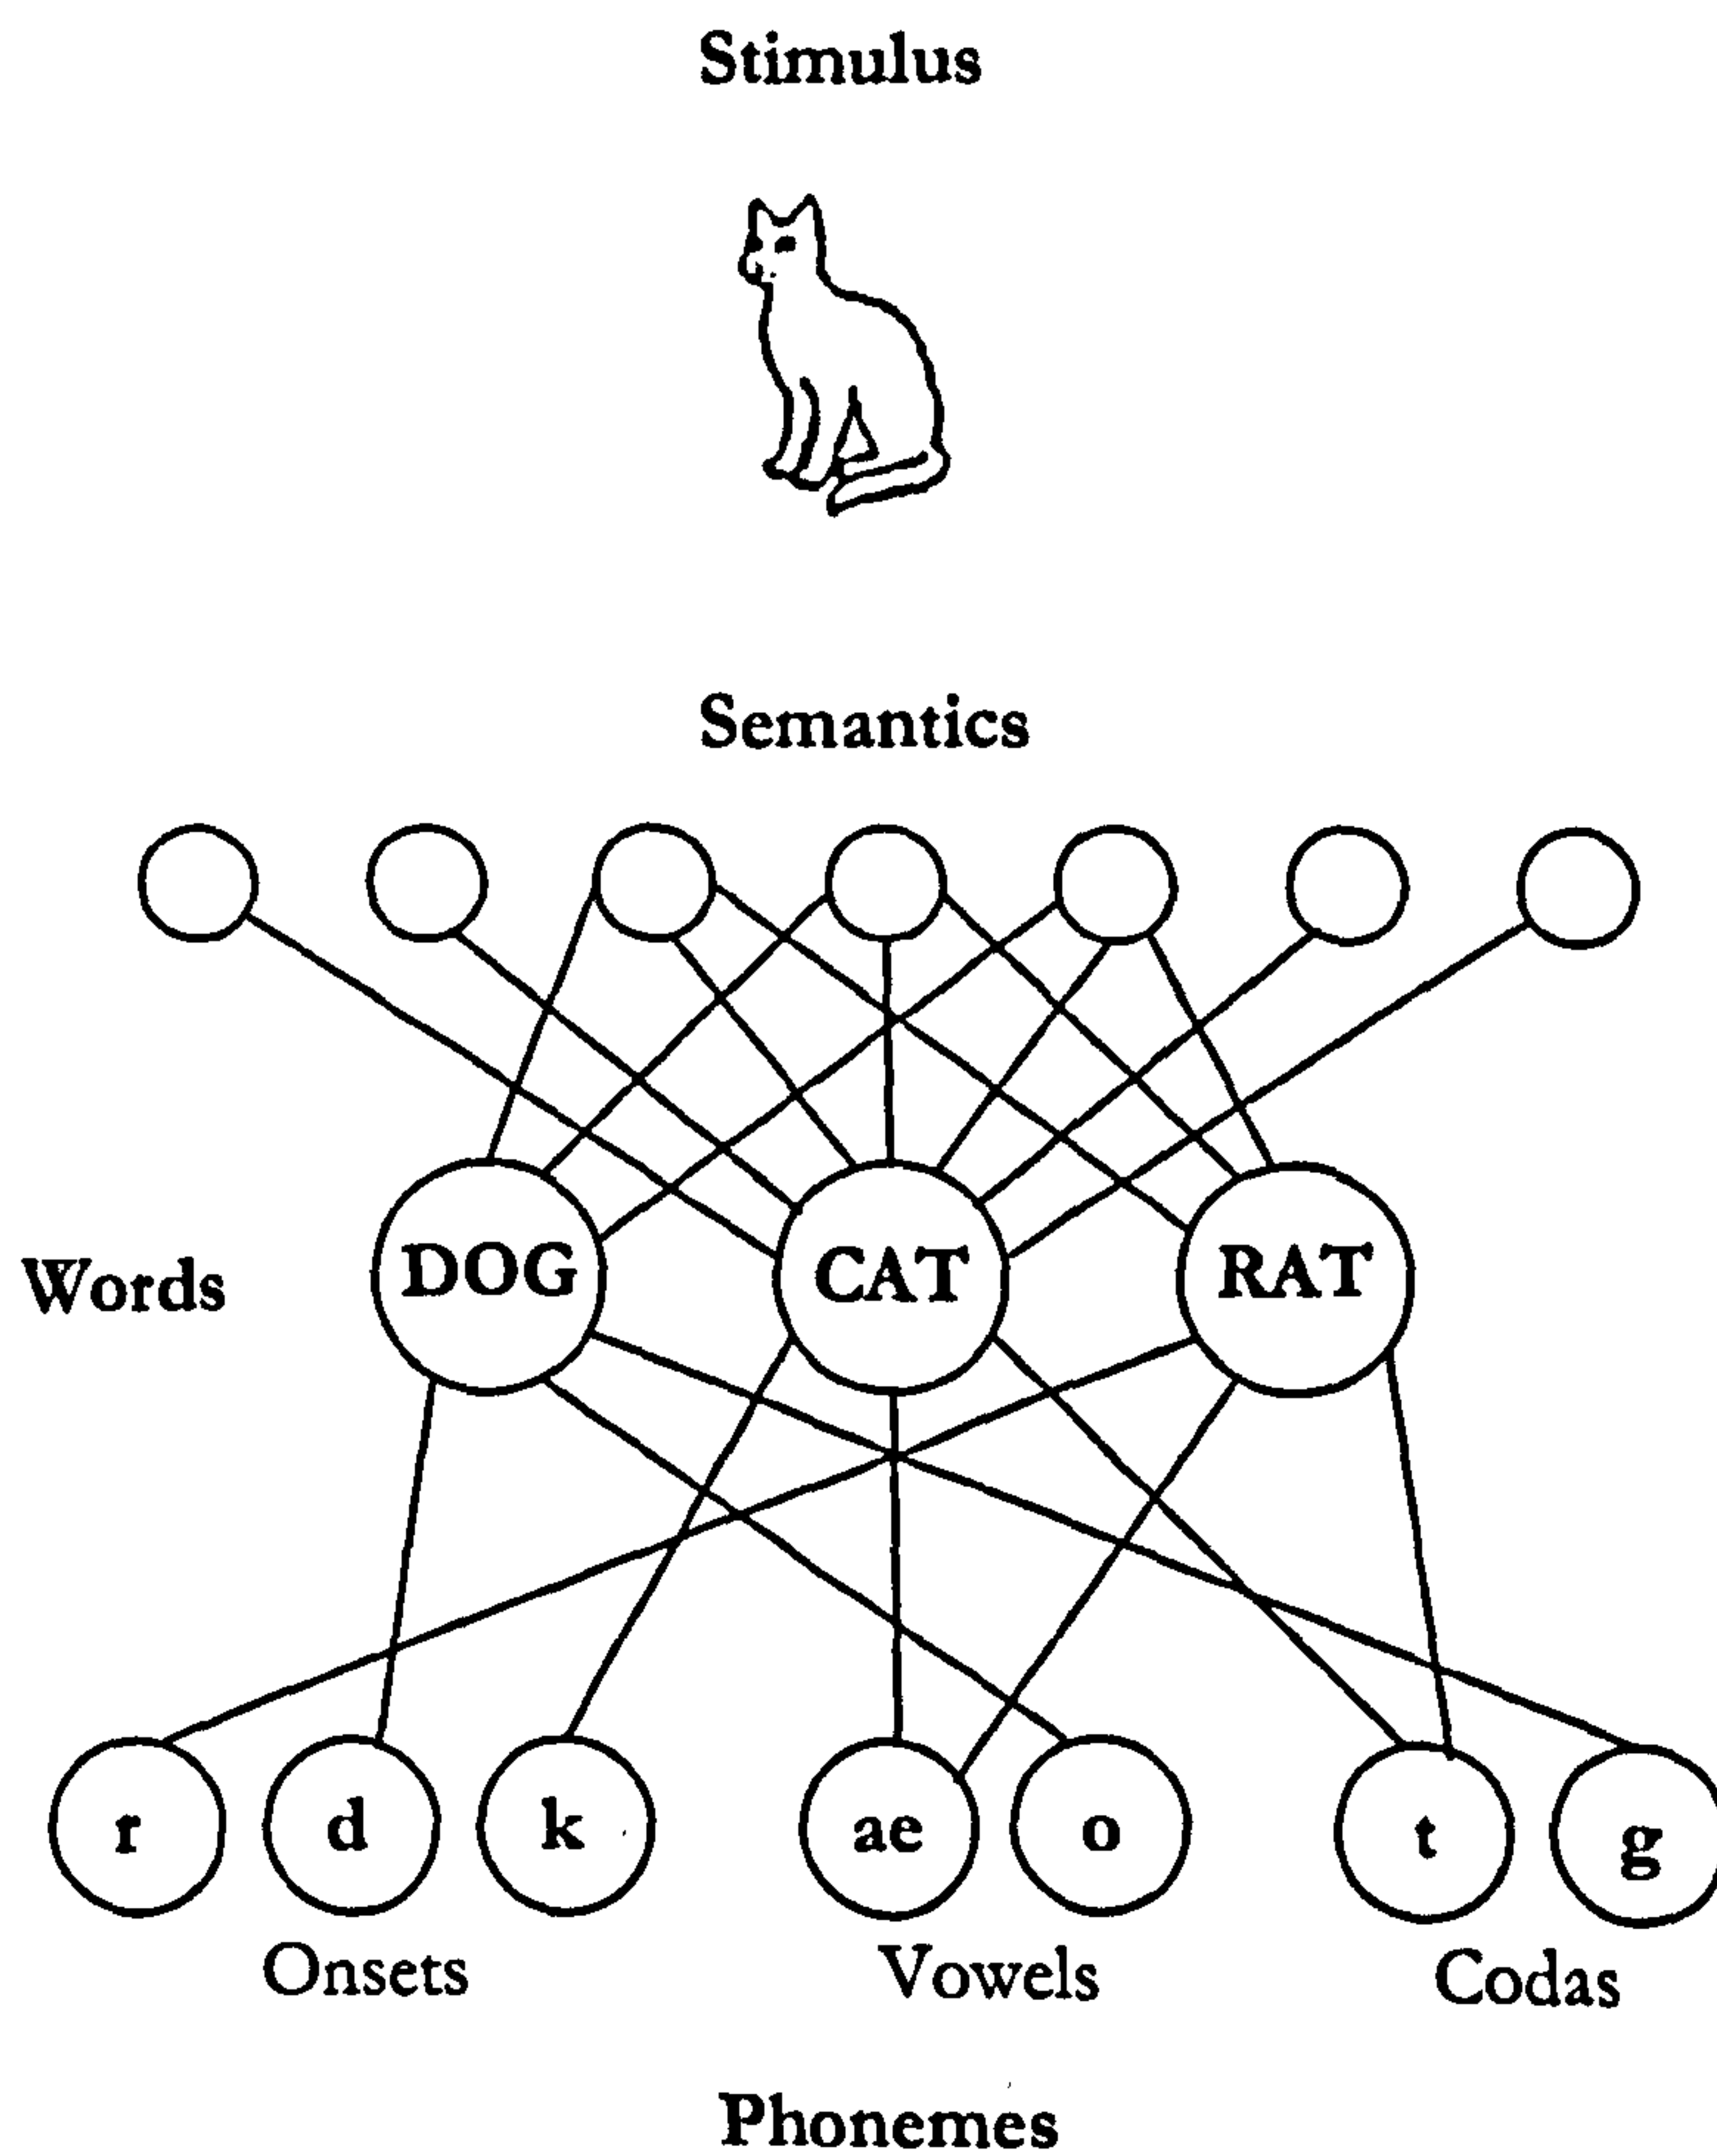 Stimulus
Semantics
Words
DOG
CAT
RAT
r
d
k
ae
o
t
g
Onsets
Vowels
Codas
Phonemes